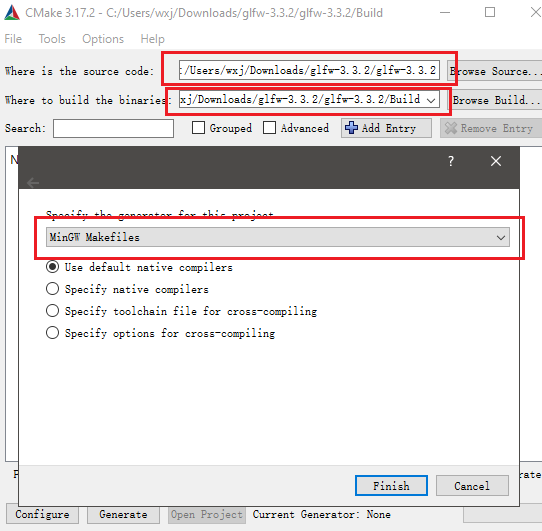 CMake 3.17.2 - C:/Users/wxj/Downloads/glfw-3.3.2/glfw-3.3.2/Build
File Tools Options Help
Where is the source code: :/Users/wxj/Downloads/glfw-3.3.2/glfw-3.3.2 Browse Source...
Where to build the binaries: xj/Downloads/glfw-3.3.2/glfw-3.3.2/Build Browse Build...
Search: Grouped Advanced Add Entry Remove Entry
?
Specify the generator for this project
MinGW Makefiles
Use default native compilers
Specify native compilers
Specify toolchain file for cross-compiling
Specify options for cross-compiling
Finish Cancel
Configure Generate Open Project Current Generator: None